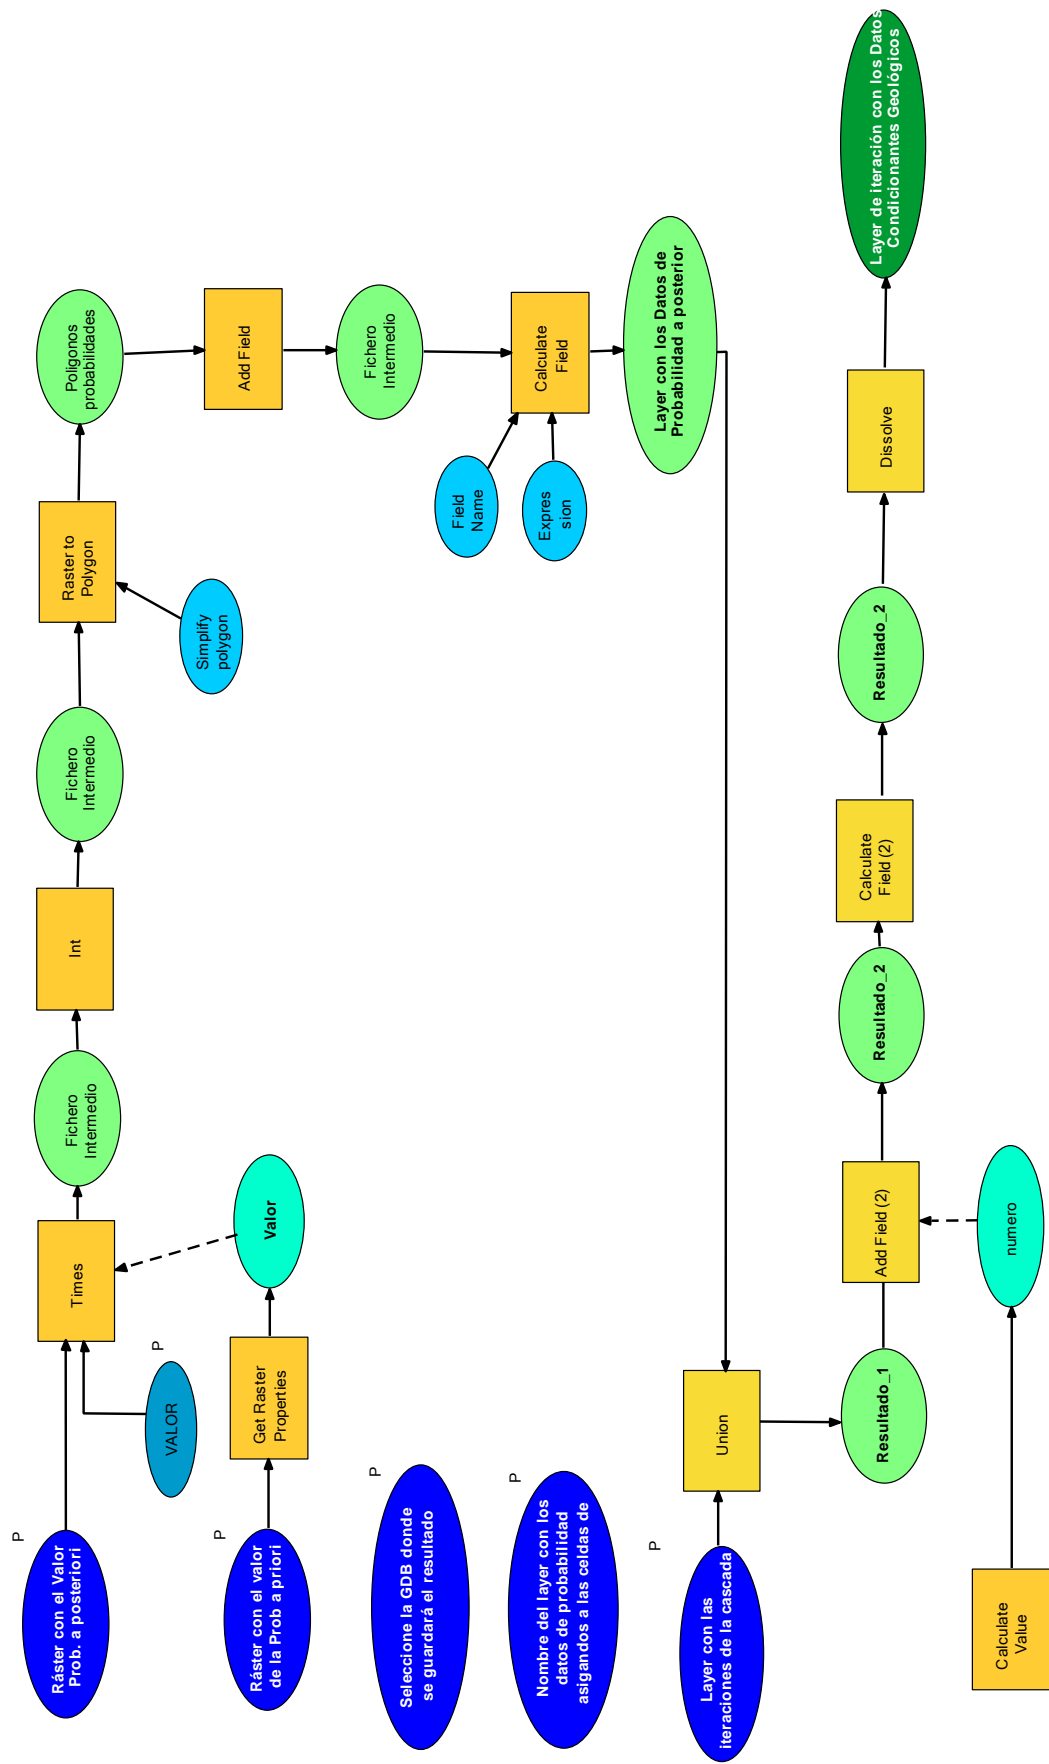 Ráster con el Valor
Prob. a posteriori
P
VALOR
P
Times
Fichero
Intermedio
Int
Fichero
Intermedio
Raster to
Polygon
Simplify
polygon
Poligonos
probabilidades
Ráster con el valor
de la Prob a priori
P
Get Raster
Properties
Valor
Add Field
Fichero
Intermedio
Seleccione la GDB donde
se guardará el resultado
P
Field
Name
Expres
sion
Calculate
Field
Nombre del layer con los
datos de probabilidad
asigandos a las celdas de
P
Layer con los Datos de
Probabilidad a posterior
Layer con las
iteraciones de la cascada
P
Union
Resultado_1
Add Field (2)
Resultado_2
Calculate
Field (2)
Resultado_2
Dissolve
Layer de iteración con los Datos
Condicionantes Geológicos
Calculate
Value
numero